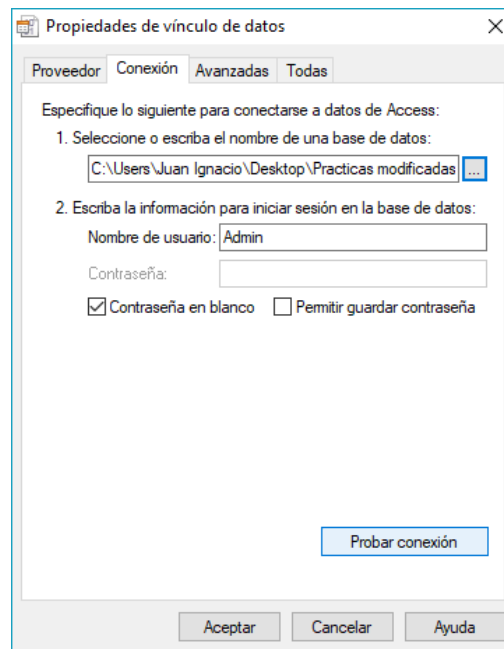 Propiedades de vínculo de datos
Proveedor Conexión Avanzadas Todas
Especifique lo siguiente para conectarse a datos de Access:
1. Seleccione o escriba el nombre de una base de datos:
C:\Users\Juan Ignacio\Desktop\Practicas modificadas ...
2. Escriba la información para iniciar sesión en la base de datos:
Nombre de usuario: Admin
Contraseña:
Contraseña en blanco Permitir guardar contraseña
Probar conexión
Aceptar Cancelar Ayuda